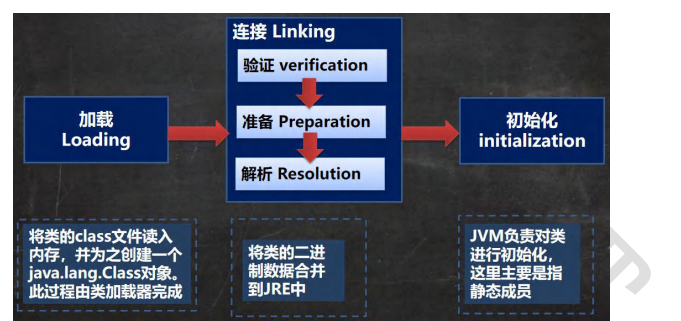 连接 Linking
验证 verification
加载
Loading
准备 Preparation
初始化
initialization
解析 Resolution
将类的class文件读入
内存，并为之创建一个
java.lang.Class对象。
此过程由类加载器完成
将类的二进
制数据合并
到JRE中
JVM负责对类
进行初始化，
这里主要是指
静态成员